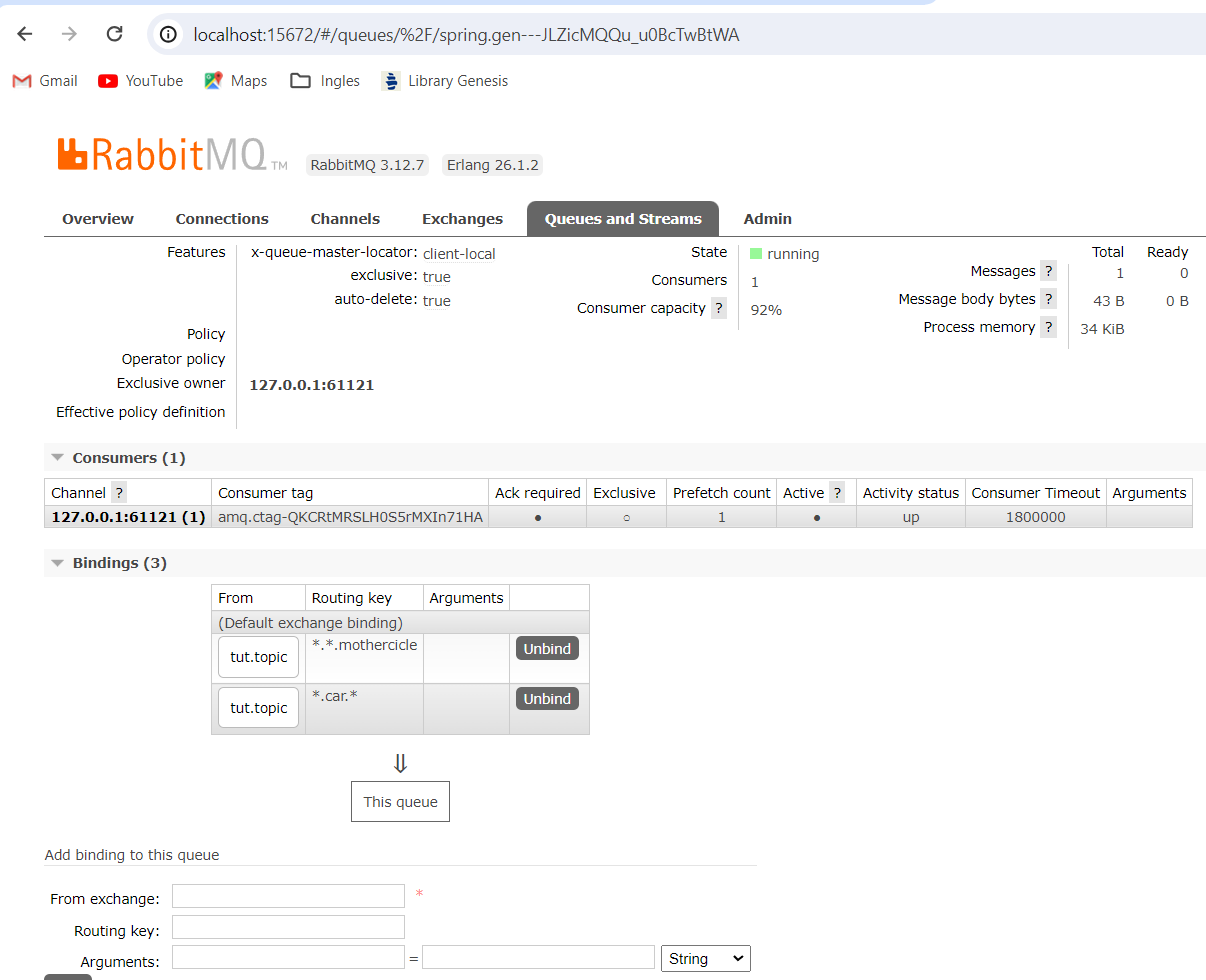 localhost:15672/#/queues/%2F/spring.gen---JLZicMQQu_u0BcTwBtWA
Gmail YouTube Maps Ingles Library Genesis
RabbitMQ TM RabbitMQ 3.12.7 Erlang 26.1.2
Overview Connections Channels Exchanges Queues and Streams Admin
Features x-queue-master-locator: client-local
exclusive: true
auto-delete: true
Policy
Operator policy
Exclusive owner 127.0.0.1:61121
Effective policy definition
State running
Consumers 1
Consumer capacity ? 92%
Total Ready
Messages ? 1 0
Message body bytes ? 43 B 0 B
Process memory ? 34 KiB
Consumers (1)
Channel ? Consumer tag Ack required Exclusive Prefetch count Active ? Activity status Consumer Timeout Arguments
127.0.0.1:61121 (1) amq.ctag-QKCRtMRSLH0S5rMXIn71HA ● ○ 1 ● up 1800000
Bindings (3)
From Routing key Arguments
(Default exchange binding)
tut.topic *.*.mothercicle Unbind
tut.topic *.car.* Unbind
⇓
This queue
Add binding to this queue
From exchange: *
Routing key:
Arguments: = String